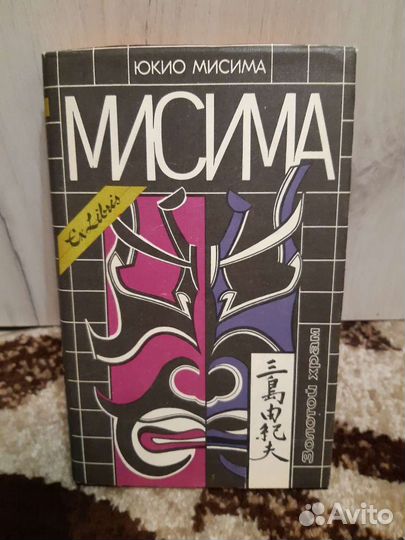 ЮКИО МИСИМА
МИСИМА
Ex Libris
三島由紀夫
Золотой храм
Avito